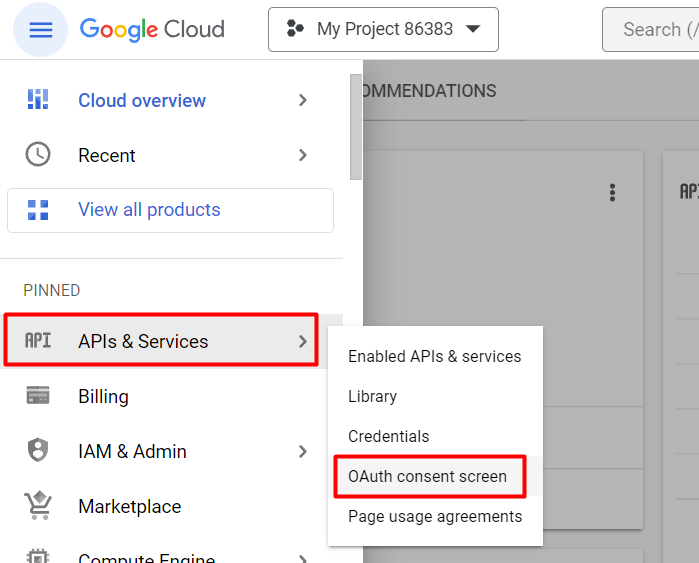 Google Cloud
My Project 86383
Search (/
Cloud overview
OMMENDATIONS
Recent
View all products
API
PINNED
API
APIs & Services
Enabled APIs & services
Billing
Library
Credentials
IAM & Admin
OAuth consent screen
Marketplace
Page usage agreements
Compute Engine